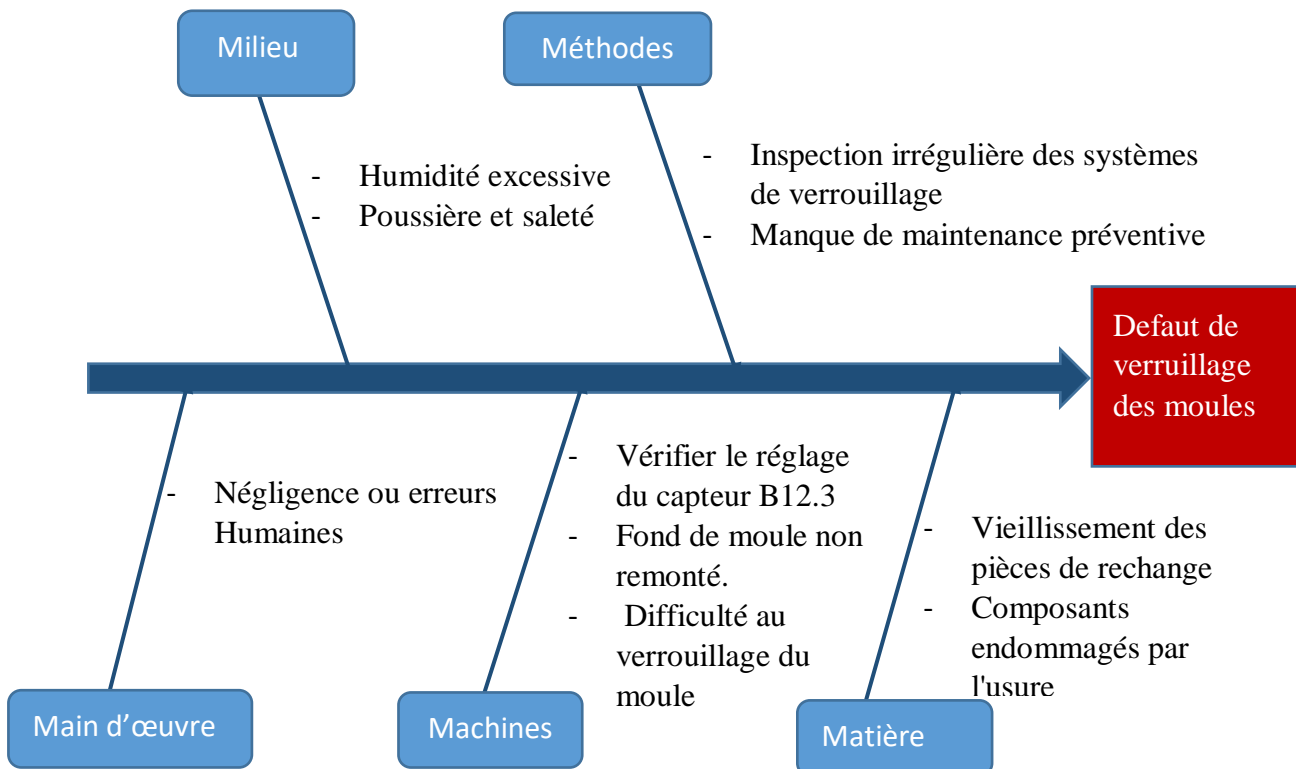 Milieu
Méthodes
- Humidité excessive
- Poussière et saleté
- Inspection irrégulière des systèmes
de verrouillage
- Manque de maintenance préventive
Defaut de
verruillage
des moules
- Négligence ou erreurs
Humaines
- Vérifier le réglage
du capteur B12.3
- Fond de moule non
remonté.
- Difficulté au
verrouillage du
moule
- Vieillissement des
pièces de rechange
- Composants
endommagés par
l'usure
Main d’œuvre
Machines
Matière